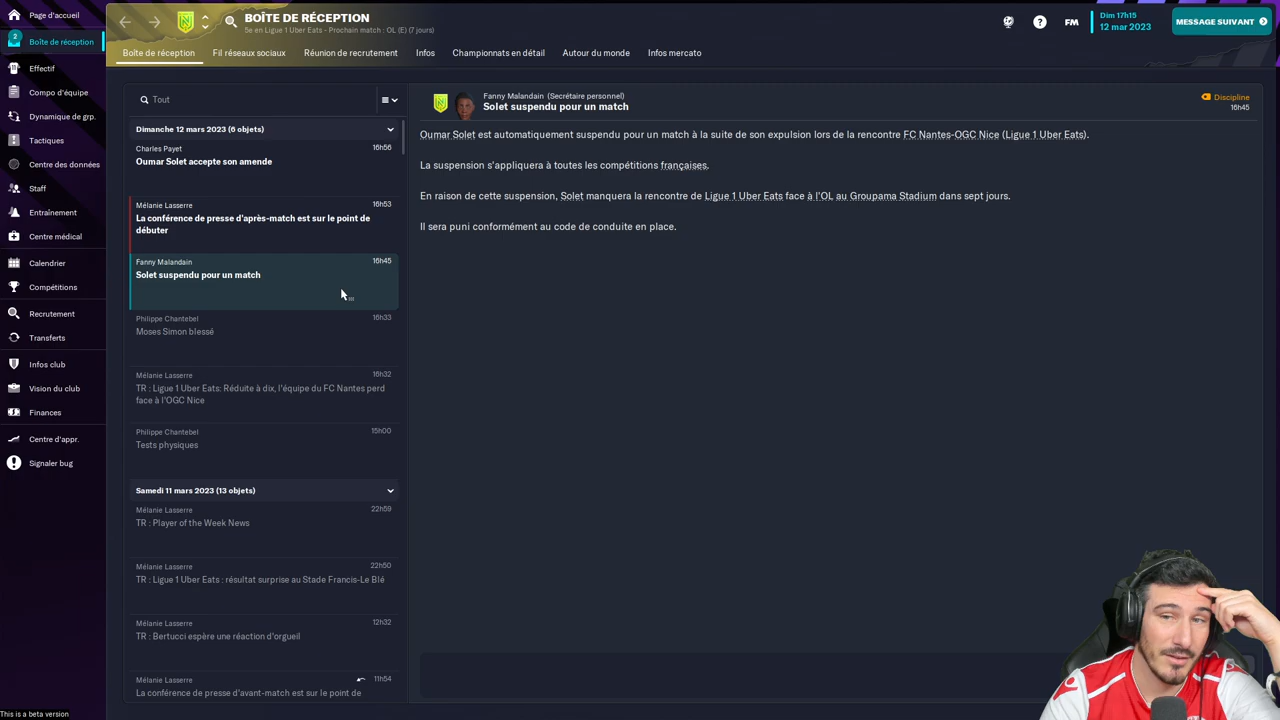 Page d'accueil
2
Boîte de réception
Effectif
Compo d'équipe
Dynamique de grp.
Tactiques
Centre des données
Staff
Entraînement
Centre médical
Calendrier
Compétitions
Recrutement
Transferts
Infos club
Vision du club
Finances
Centre d'appr.
Signaler bug
This is a beta version
BOÎTE DE RÉCEPTION
5e en Ligue 1 Uber Eats - Prochain match : OL (E) (7 jours)
FM
Dim 17h15
12 mar 2023
MESSAGE SUIVANT
Boîte de réception
Fil réseaux sociaux
Réunion de recrutement
Infos
Championnats en détail
Autour du monde
Infos mercato
Tout
Dimanche 12 mars 2023 (6 objets)
Charles Payet 16h56
Oumar Solet accepte son amende
Mélanie Lasserre 16h53
La conférence de presse d'après-match est sur le point de
débuter
Fanny Malandain 16h45
Solet suspendu pour un match
Philippe Chantebel 16h33
Moses Simon blessé
Mélanie Lasserre 16h32
TR : Ligue 1 Uber Eats: Réduite à dix, l'équipe du FC Nantes perd
face à l'OGC Nice
Philippe Chantebel 15h00
Tests physiques
Samedi 11 mars 2023 (13 objets)
Mélanie Lasserre 22h59
TR : Player of the Week News
Mélanie Lasserre 22h50
TR : Ligue 1 Uber Eats : résultat surprise au Stade Francis-Le Blé
Mélanie Lasserre 12h32
TR : Bertucci espère une réaction d'orgueil
Mélanie Lasserre 11h54
La conférence de presse d'avant-match est sur le point de
Fanny Malandain (Secrétaire personnel)
Solet suspendu pour un match
Discipline
16h45
Oumar Solet est automatiquement suspendu pour un match à la suite de son expulsion lors de la rencontre FC Nantes-OGC Nice (Ligue 1 Uber Eats).
La suspension s'appliquera à toutes les compétitions françaises.
En raison de cette suspension, Solet manquera la rencontre de Ligue 1 Uber Eats face à l'OL au Groupama Stadium dans sept jours.
Il sera puni conformément au code de conduite en place.